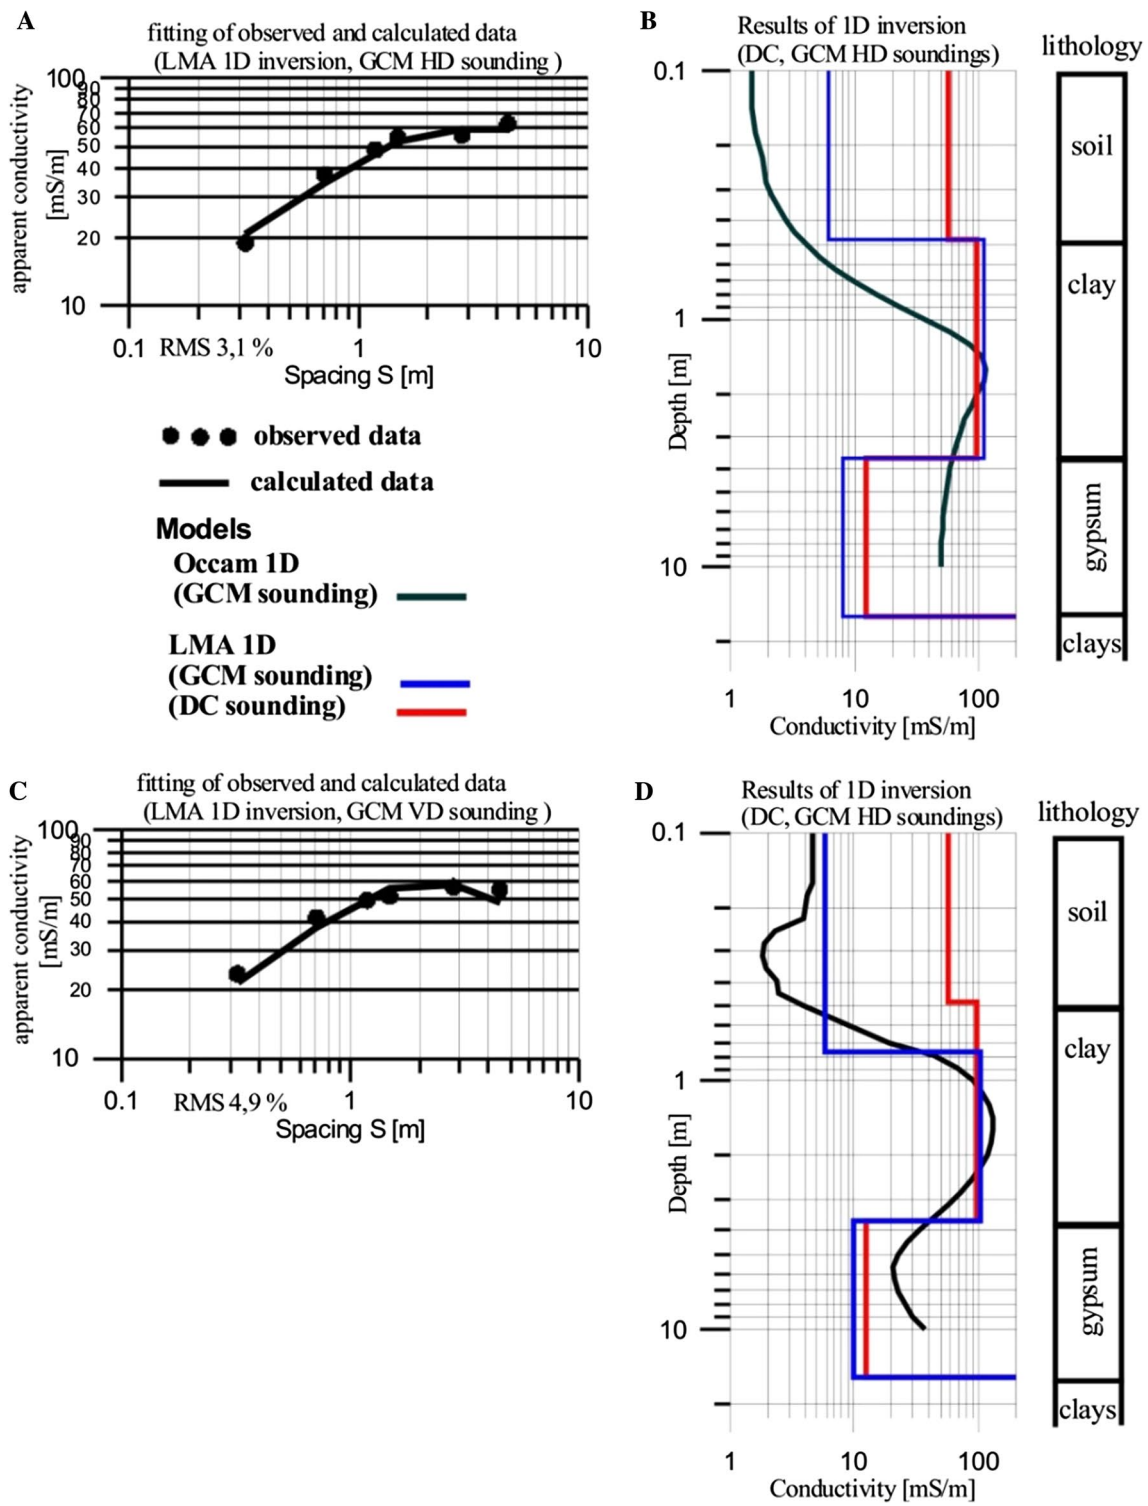 A
fitting of observed and calculated data
(LMA 1D inversion, GCM HD sounding )
apparent conductivity
[mS/m]
100
90
80
70
60
50
40
30
20
10
0.1
RMS 3,1 %
1
10
Spacing S [m]
observed data
calculated data
Models
Occam 1D
(GCM sounding)
LMA 1D
(GCM sounding)
(DC sounding)
B
Results of 1D inversion
(DC, GCM HD soundings)
lithology
0.1
1
10
Depth [m]
1
10
100
Conductivity [mS/m]
soil
clay
gypsum
clays
C
fitting of observed and calculated data
(LMA 1D inversion, GCM VD sounding )
apparent conductivity
[mS/m]
100
90
80
70
60
50
40
30
20
10
0.1
RMS 4,9 %
1
10
Spacing S [m]
D
Results of 1D inversion
(DC, GCM HD soundings)
lithology
0.1
1
10
Depth [m]
1
10
100
Conductivity [mS/m]
soil
clay
gypsum
clays